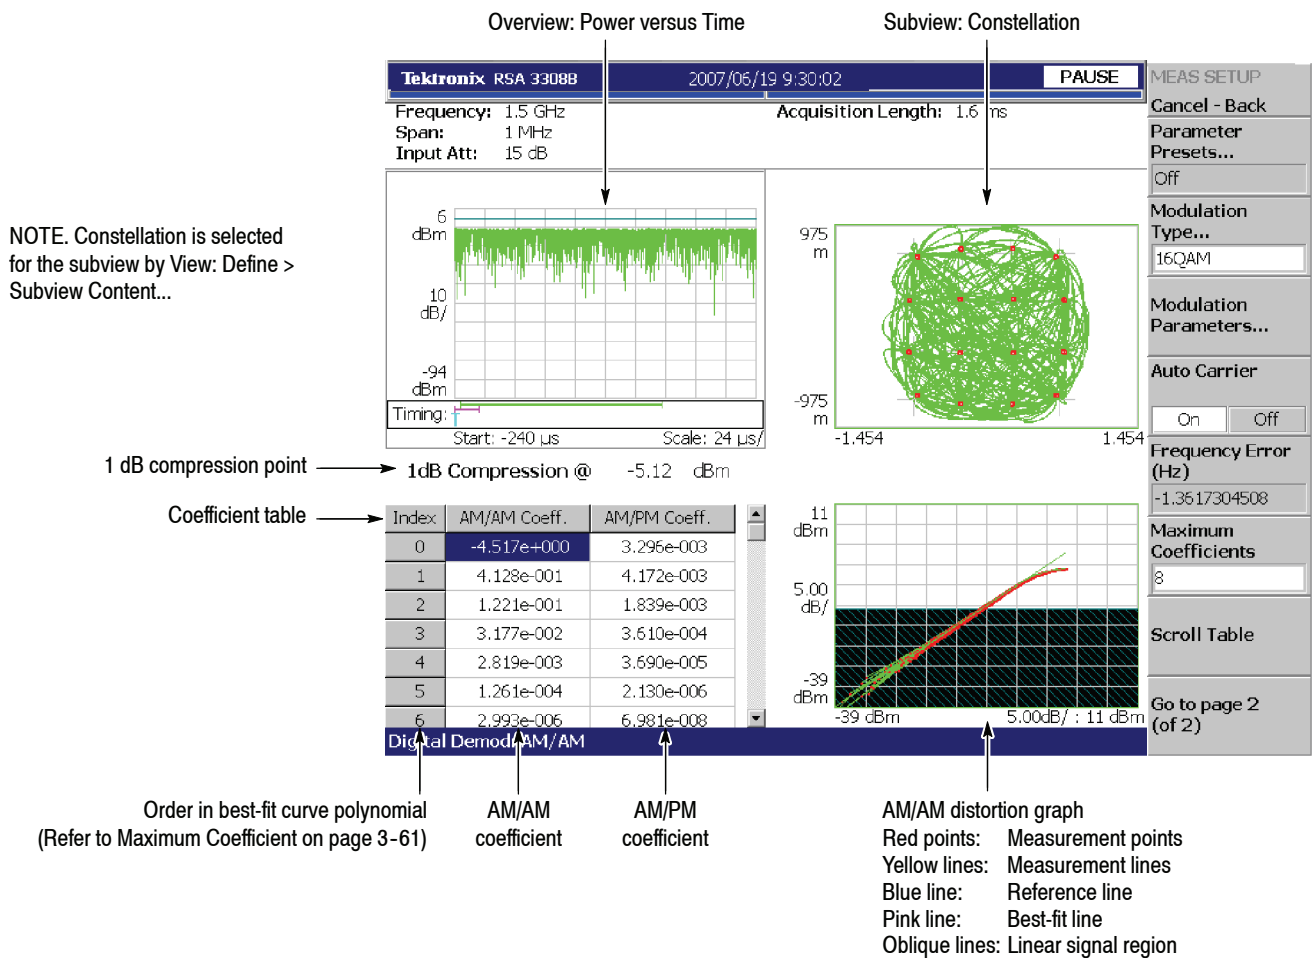 Overview: Power versus Time
Subview: Constellation
Tektronix RSA 3308B
2007/06/19 9:30:02
PAUSE
MEAS SETUP
Cancel - Back
Frequency: 1.5 GHz
Acquisition Length: 1.6 ms
Span: 1 MHz
Input Att: 15 dB
Parameter
Presets...
Off
Modulation
Type...
16QAM
Modulation
Parameters...
Auto Carrier
On Off
Frequency Error
(Hz)
-1.3617304508
Maximum
Coefficients
8
Scroll Table
Go to page 2
(of 2)
NOTE. Constellation is selected
for the subview by View: Define >
Subview Content...
6
dBm
10
dB/
-94
dBm
Timing:
Start: -240 µs
Scale: 24 µs/
975
m
-975
m
-1.454
1.454
1 dB compression point
1dB Compression @ -5.12 dBm
Coefficient table
Index AM/AM Coeff. AM/PM Coeff.
0 -4.517e+000 3.296e-003
1 4.128e-001 4.172e-003
2 1.221e-001 1.839e-003
3 3.177e-002 3.610e-004
4 2.819e-003 3.690e-005
5 1.261e-004 2.130e-006
6 2.993e-006 6.981e-008
11
dBm
5.00
dB/
-39
dBm
-39 dBm
5.00dB/ : 11 dBm
Digital Demod: AM/AM
Order in best-fit curve polynomial
(Refer to Maximum Coefficient on page 3-61)
AM/AM
coefficient
AM/PM
coefficient
AM/AM distortion graph
Red points: Measurement points
Yellow lines: Measurement lines
Blue line: Reference line
Pink line: Best-fit line
Oblique lines: Linear signal region